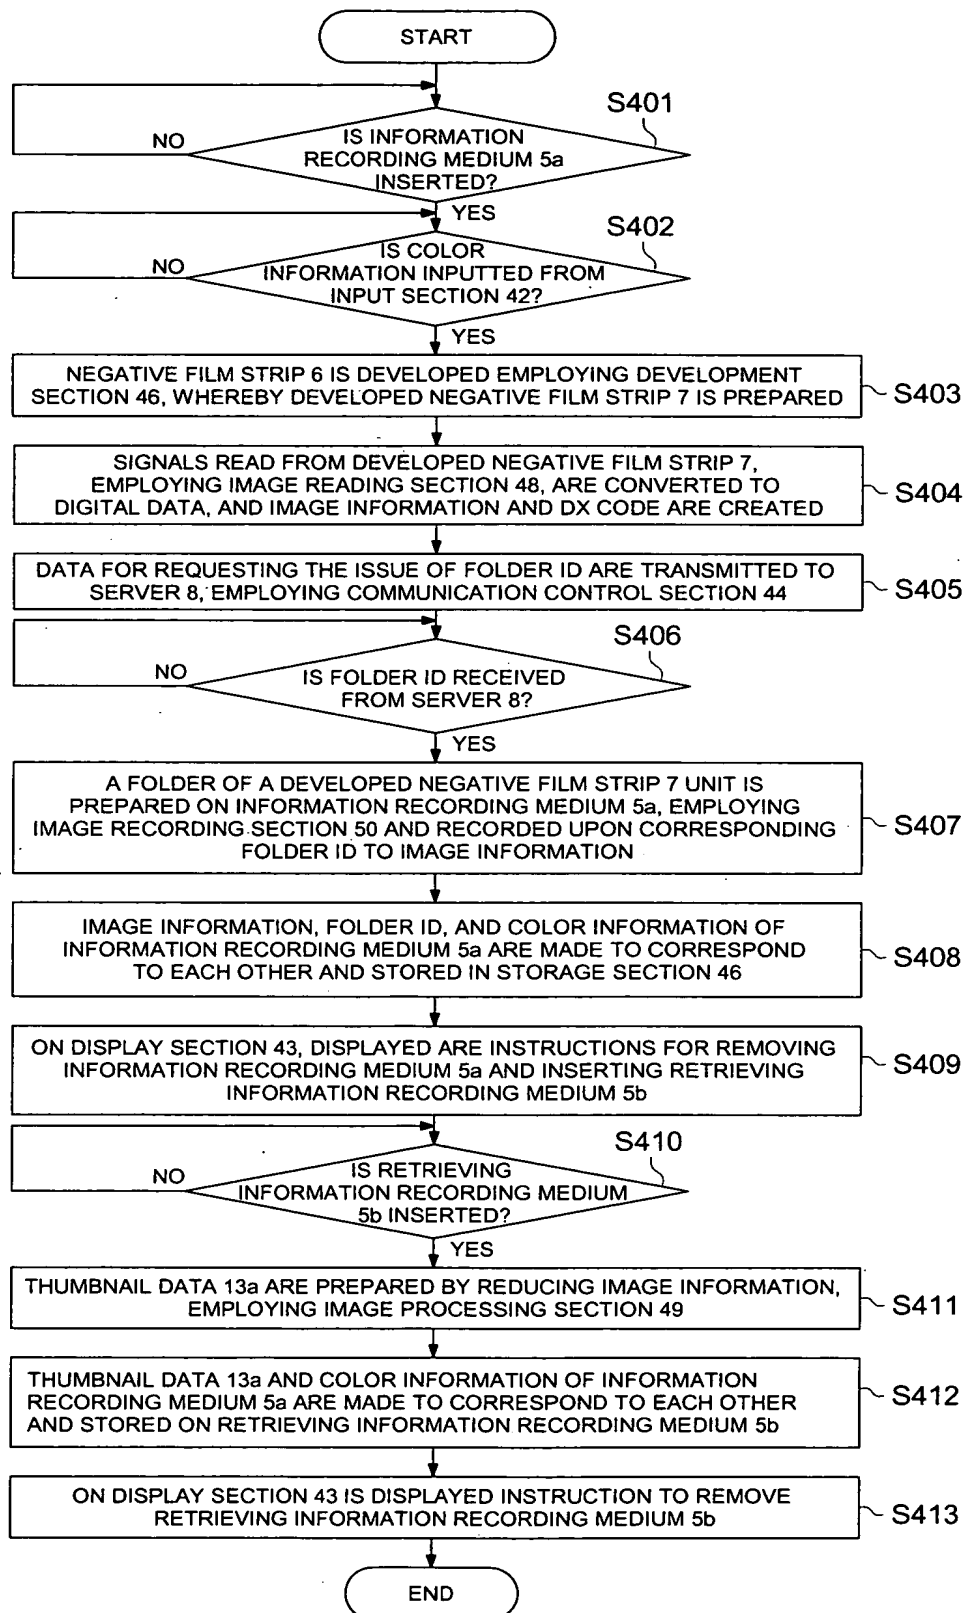 START
S401
NO
IS INFORMATION
RECORDING MEDIUM 5a
INSERTED?
YES
S402
NO
IS COLOR
INFORMATION INPUTTED FROM
INPUT SECTION 42?
YES
NEGATIVE FILM STRIP 6 IS DEVELOPED EMPLOYING DEVELOPMENT
SECTION 46, WHEREBY DEVELOPED NEGATIVE FILM STRIP 7 IS PREPARED
S403
SIGNALS READ FROM DEVELOPED NEGATIVE FILM STRIP 7,
EMPLOYING IMAGE READING SECTION 48, ARE CONVERTED TO
DIGITAL DATA, AND IMAGE INFORMATION AND DX CODE ARE CREATED
S404
DATA FOR REQUESTING THE ISSUE OF FOLDER ID ARE TRANSMITTED TO
SERVER 8, EMPLOYING COMMUNICATION CONTROL SECTION 44
S405
S406
NO
IS FOLDER ID RECEIVED
FROM SERVER 8?
YES
A FOLDER OF A DEVELOPED NEGATIVE FILM STRIP 7 UNIT IS
PREPARED ON INFORMATION RECORDING MEDIUM 5a, EMPLOYING
IMAGE RECORDING SECTION 50 AND RECORDED UPON CORRESPONDING
FOLDER ID TO IMAGE INFORMATION
S407
IMAGE INFORMATION, FOLDER ID, AND COLOR INFORMATION OF
INFORMATION RECORDING MEDIUM 5a ARE MADE TO CORRESPOND
TO EACH OTHER AND STORED IN STORAGE SECTION 46
S408
ON DISPLAY SECTION 43, DISPLAYED ARE INSTRUCTIONS FOR REMOVING
INFORMATION RECORDING MEDIUM 5a AND INSERTING RETRIEVING
INFORMATION RECORDING MEDIUM 5b
S409
S410
NO
IS RETRIEVING
INFORMATION RECORDING MEDIUM
5b INSERTED?
YES
THUMBNAIL DATA 13a ARE PREPARED BY REDUCING IMAGE INFORMATION,
EMPLOYING IMAGE PROCESSING SECTION 49
S411
THUMBNAIL DATA 13a AND COLOR INFORMATION OF INFORMATION
RECORDING MEDIUM 5a ARE MADE TO CORRESPOND TO EACH OTHER
AND STORED ON RETRIEVING INFORMATION RECORDING MEDIUM 5b
S412
ON DISPLAY SECTION 43 IS DISPLAYED INSTRUCTION TO REMOVE
RETRIEVING INFORMATION RECORDING MEDIUM 5b
S413
END